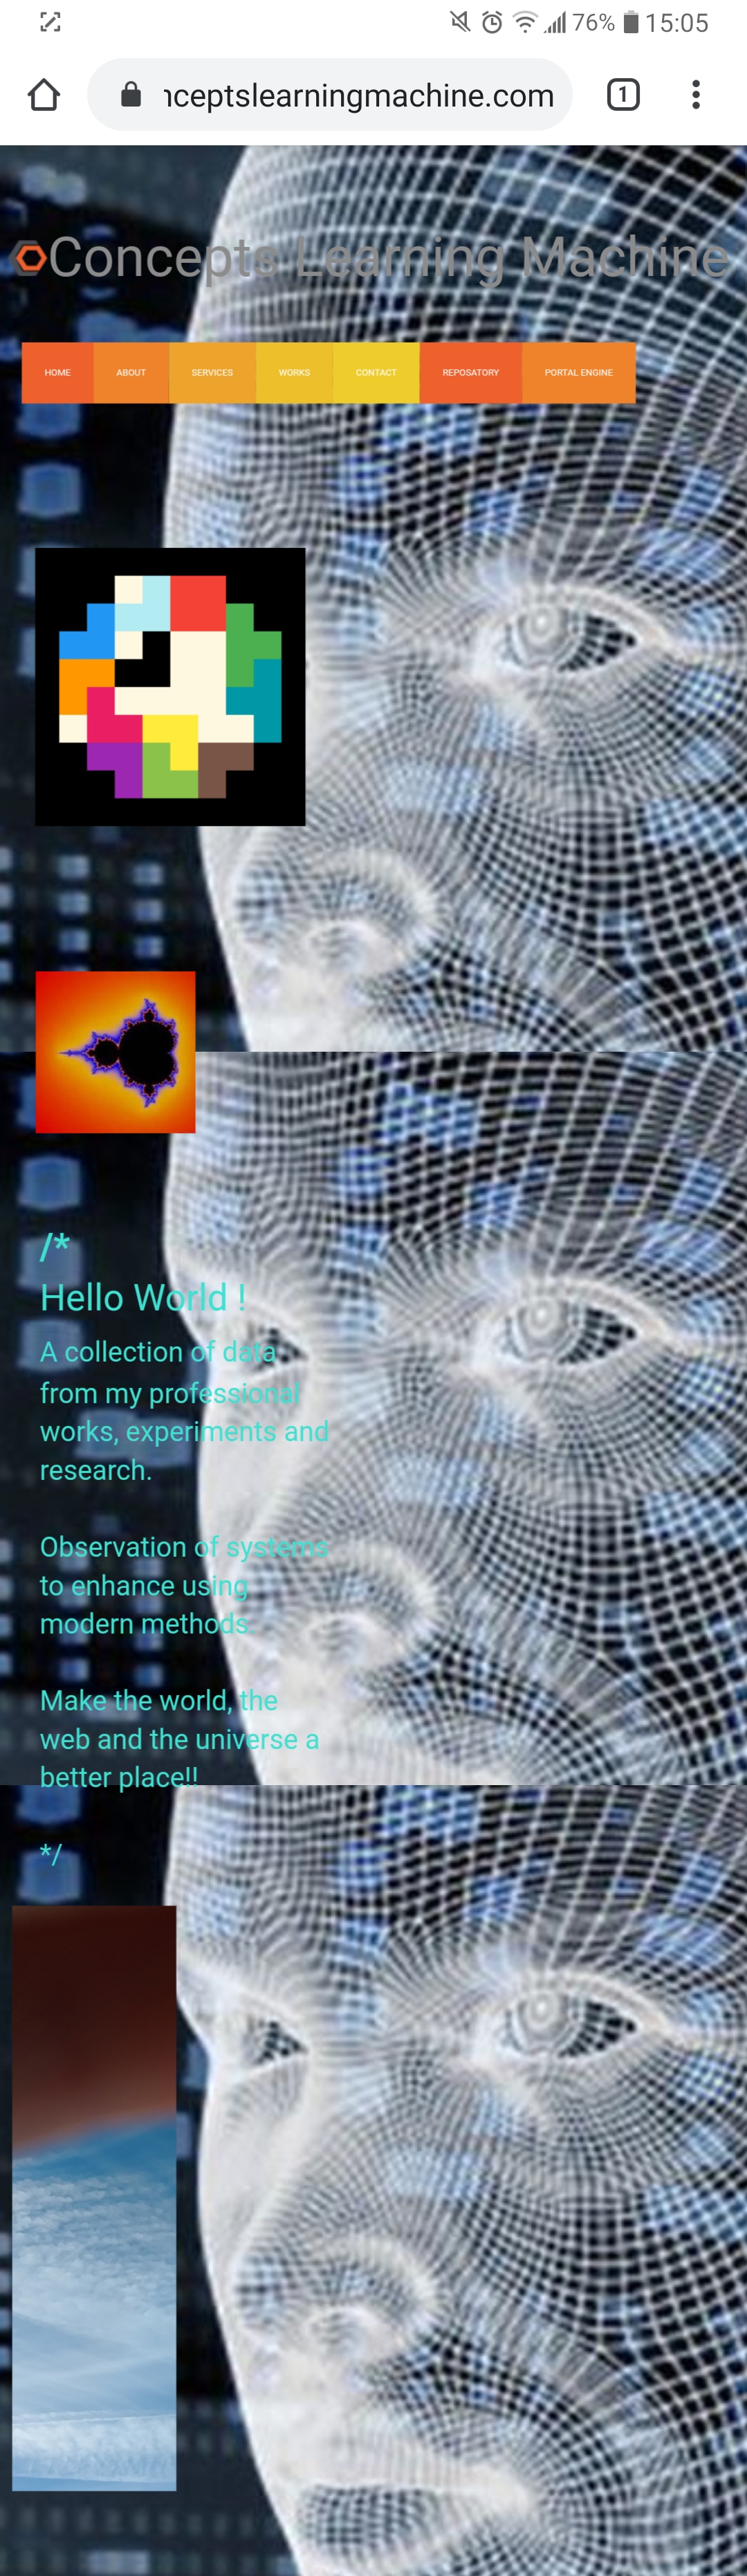 76% 15:05
nceptslearningmachine.com 1
Concepts Learning Machine
HOME ABOUT SERVICES WORKS CONTACT REPOSATORY PORTAL ENGINE
/*
Hello World !
A collection of data
from my professional
works, experiments and
research.
Observation of systems
to enhance using
modern methods.
Make the world, the
web and the universe a
better place!!
*/